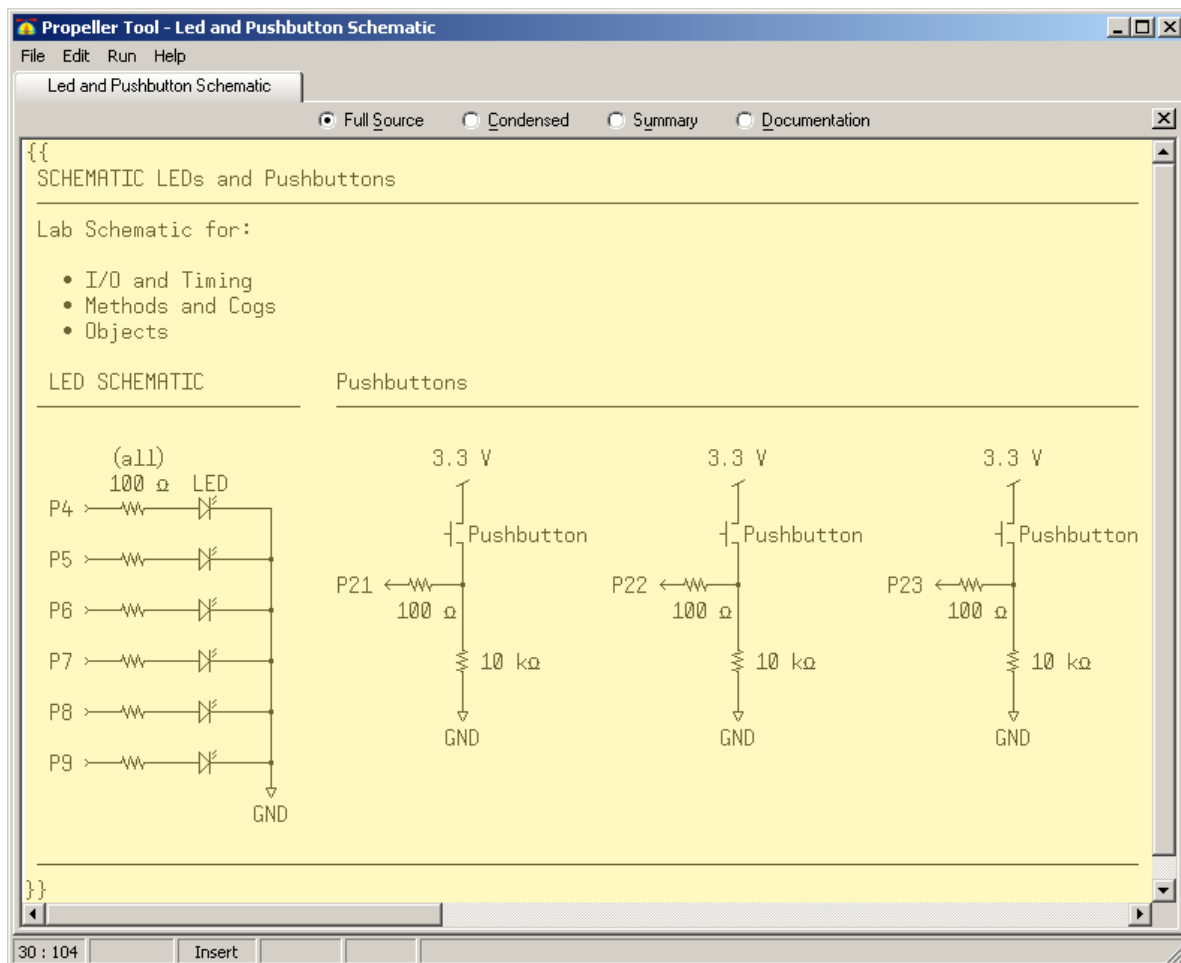 Propeller Tool - Led and Pushbutton Schematic
File Edit Run Help
Led and Pushbutton Schematic
Full Source Condensed Summary Documentation
{{
SCHEMATIC LEDs and Pushbuttons
Lab Schematic for:
• I/O and Timing
• Methods and Cogs
• Objects
LED SCHEMATIC Pushbuttons
(all) 3.3 V 3.3 V 3.3 V
100 Ω LED
P4
Pushbutton Pushbutton Pushbutton
P5
P21 P22 P23
P6 100 Ω 100 Ω 100 Ω
P7 10 kΩ 10 kΩ 10 kΩ
P8
GND GND GND
P9
GND
}}
30 : 104 Insert